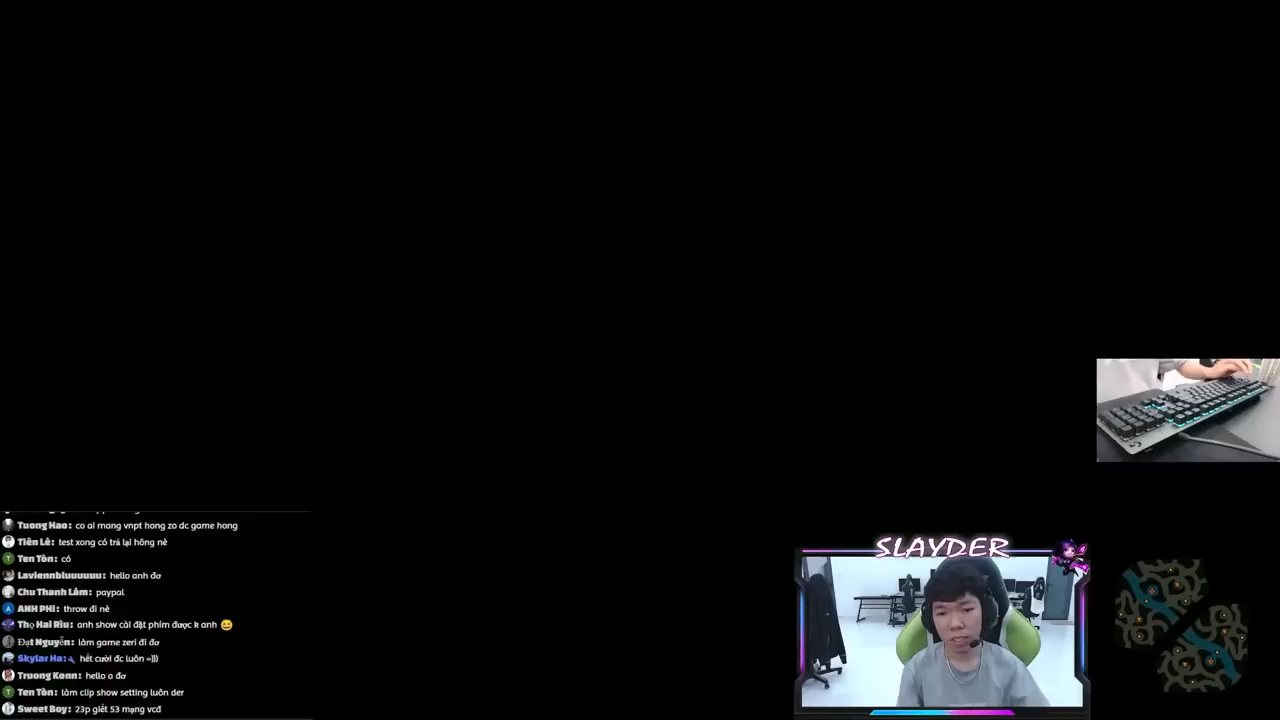 Tuong Hao: co ai mang vnpt hong zo dc game hong
Tiên Lê: test xong có trả lại hông nè
Ten Tòn: có
Laviennbluuuuuu: hello anh đơ
Chu Thanh Lâm: paypal
ANH PHI: throw đi nè
Thọ Hai Rìu: anh show cài đặt phím được k anh 😄
Đạt Nguyễn: làm game zeri đi đơ
Skylar Ha: hết cười đc luôn =)))
Truong Konn: hello a đơ
Ten Tòn: làm clip show setting luôn der
Sweet Boy: 23p giết 53 mạng vcđ
SLAYDER